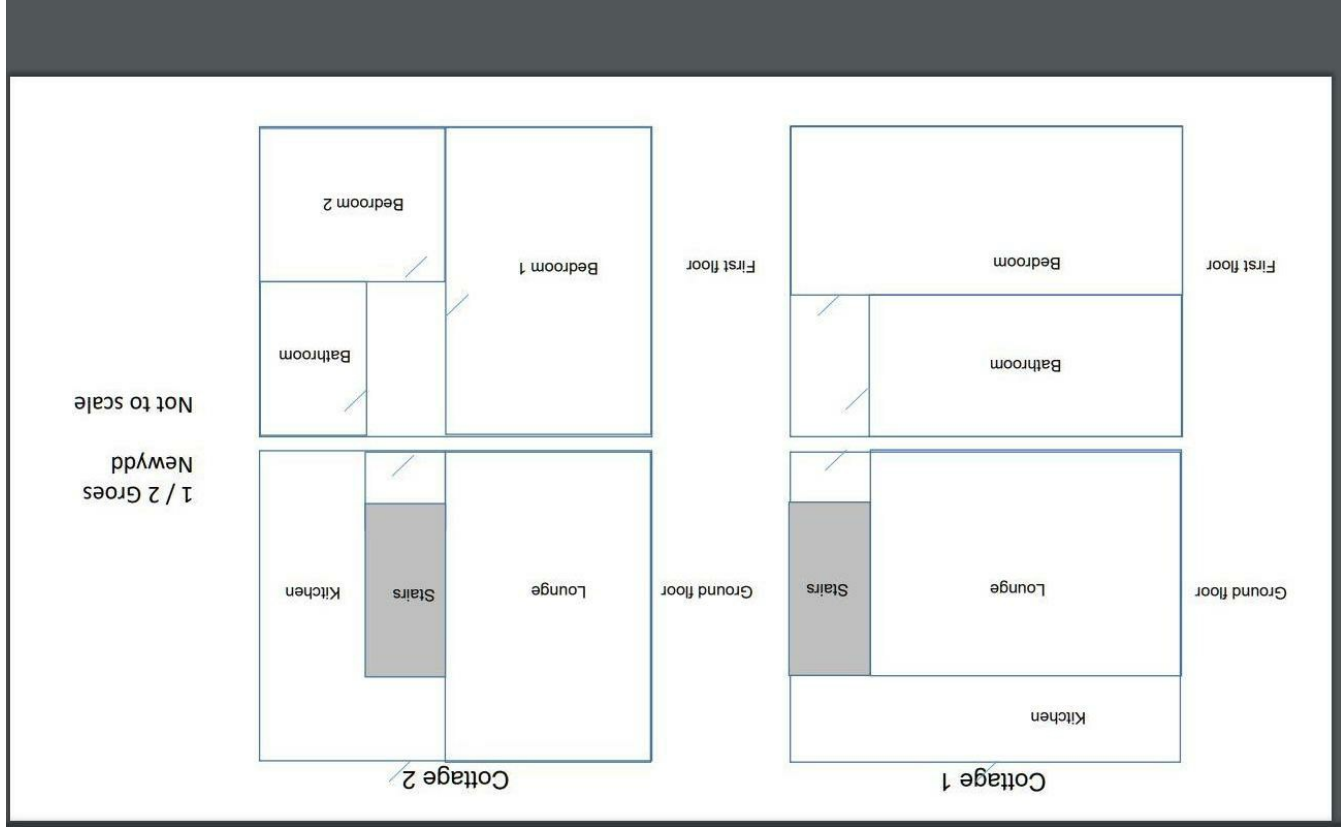 Cottage 1
Kitchen
Ground floor
Lounge
Stairs
Bathroom
First floor
Bedroom
Cottage 2
Ground floor
Lounge
Stairs
Kitchen
Bathroom
First floor
Bedroom 1
Bedroom 2
1 / 2 Groes
Newydd
Not to scale